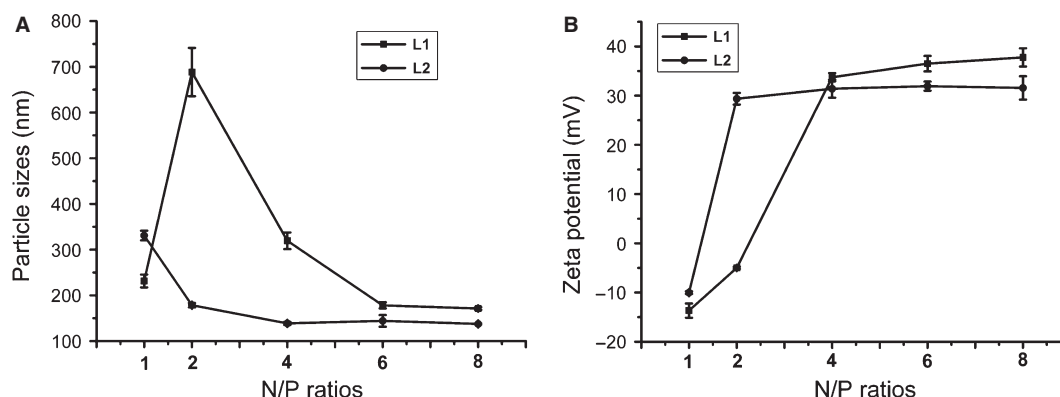 A
800
700
600
500
400
300
200
100
Particle sizes (nm)
L1
L2
1 2 4 6 8
N/P ratios
B
40
30
20
10
0
−10
−20
Zeta potential (mV)
L1
L2
1 2 4 6 8
N/P ratios